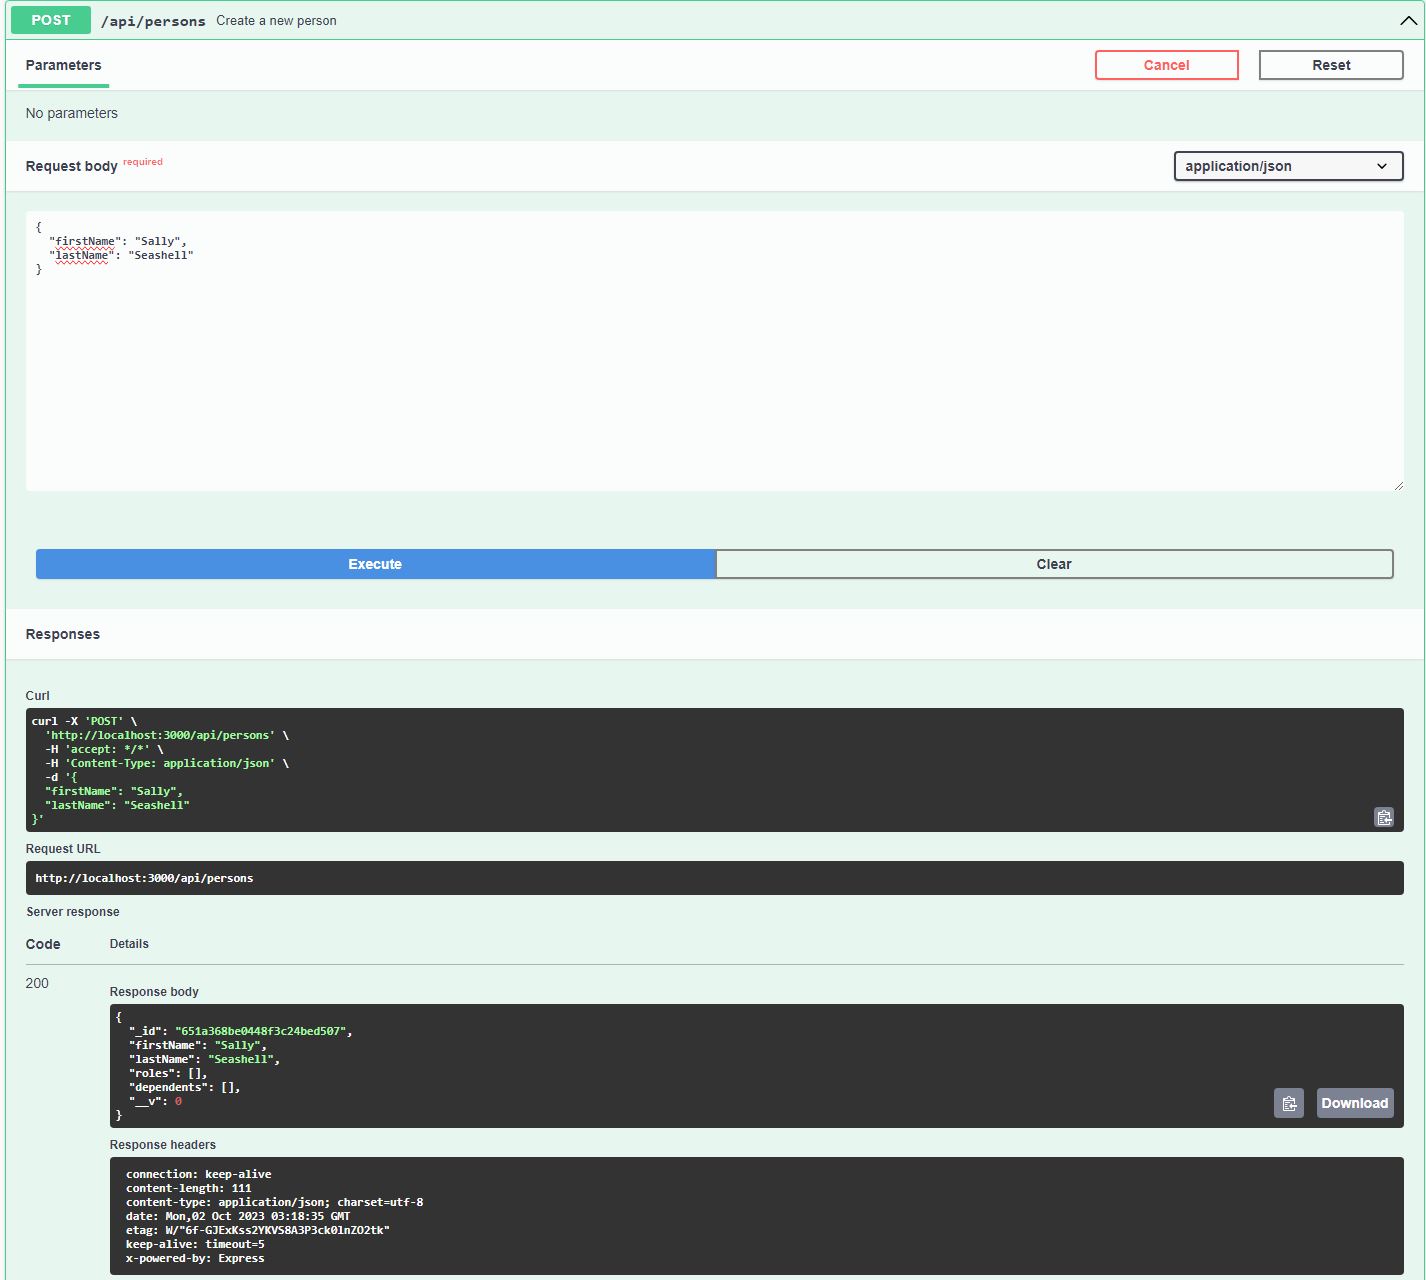 POST /api/persons Create a new person
Parameters
Cancel
Reset
No parameters
Request body required
application/json
{
  "firstName": "Sally",
  "lastName": "Seashell"
}
Execute
Clear
Responses
Curl
curl -X 'POST' \
  'http://localhost:3000/api/persons' \
  -H 'accept: */*' \
  -H 'Content-Type: application/json' \
  -d '{
  "firstName": "Sally",
  "lastName": "Seashell"
}'
Request URL
http://localhost:3000/api/persons
Server response
Code Details
200
Response body
{
  "_id": "651a368be0448f3c24bed507",
  "firstName": "Sally",
  "lastName": "Seashell",
  "roles": [],
  "dependents": [],
  "__v": 0
}
Download
Response headers
connection: keep-alive
content-length: 111
content-type: application/json; charset=utf-8
date: Mon,02 Oct 2023 03:18:35 GMT
etag: W/"6f-GJExKss2YKVS8A3P3ck0lnZO2tk"
keep-alive: timeout=5
x-powered-by: Express